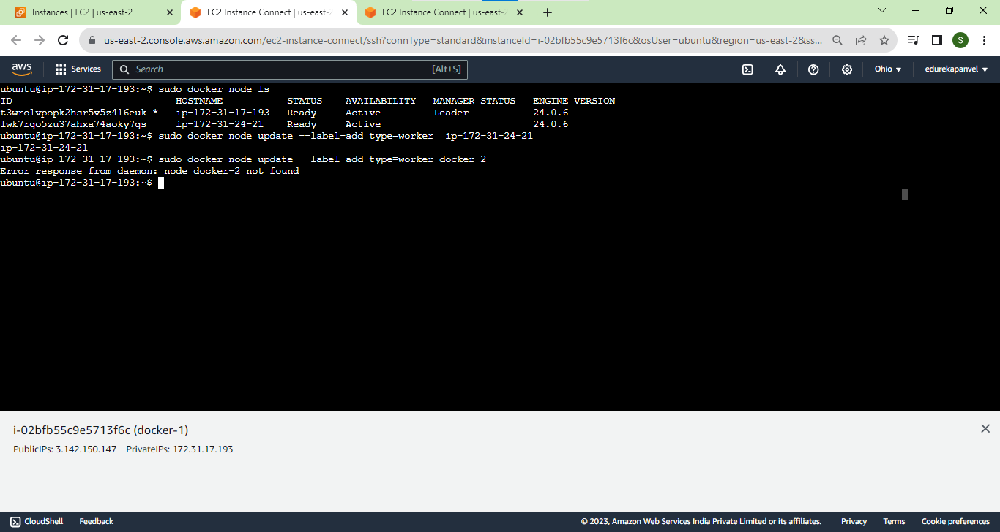 Instances | EC2 | us-east-2
EC2 Instance Connect | us-east-2
EC2 Instance Connect | us-east-2
us-east-2.console.aws.amazon.com/ec2-instance-connect/ssh?connType=standard&instanceId=i-02bfb55c9e5713f6c&osUser=ubuntu&region=us-east-2&ss...
S
aws Services Search [Alt+S] Ohio edurekapanvel
ubuntu@ip-172-31-17-193:~$ sudo docker node ls
ID HOSTNAME STATUS AVAILABILITY MANAGER STATUS ENGINE VERSION
t3wrolvpopk2hsr5v5z416euk * ip-172-31-17-193 Ready Active Leader 24.0.6
lwk7rgo5zu37ahxa74aoky7gs ip-172-31-24-21 Ready Active 24.0.6
ubuntu@ip-172-31-17-193:~$ sudo docker node update --label-add type=worker  ip-172-31-24-21
ip-172-31-24-21
ubuntu@ip-172-31-17-193:~$ sudo docker node update --label-add type=worker docker-2
Error response from daemon: node docker-2 not found
ubuntu@ip-172-31-17-193:~$
i-02bfb55c9e5713f6c (docker-1)
PublicIPs: 3.142.150.147 PrivateIPs: 172.31.17.193
CloudShell Feedback © 2023, Amazon Web Services India Private Limited or its affiliates. Privacy Terms Cookie preferences